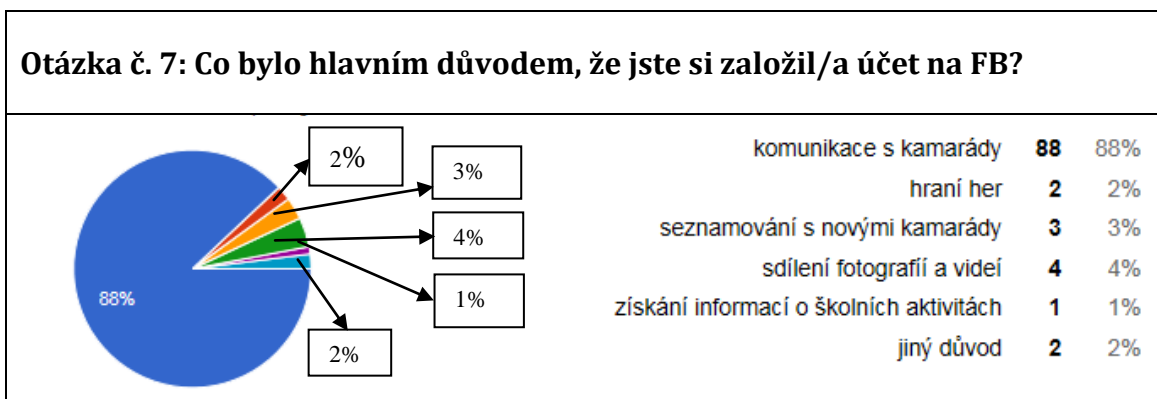 Otázka č. 7: Co bylo hlavním důvodem, že jste si založil/a účet na FB?
2%
3%
4%
1%
2%
88%
komunikace s kamarády 88 88%
hraní her 2 2%
seznamování s novými kamarády 3 3%
sdílení fotografií a videí 4 4%
získání informací o školních aktivitách 1 1%
jiný důvod 2 2%